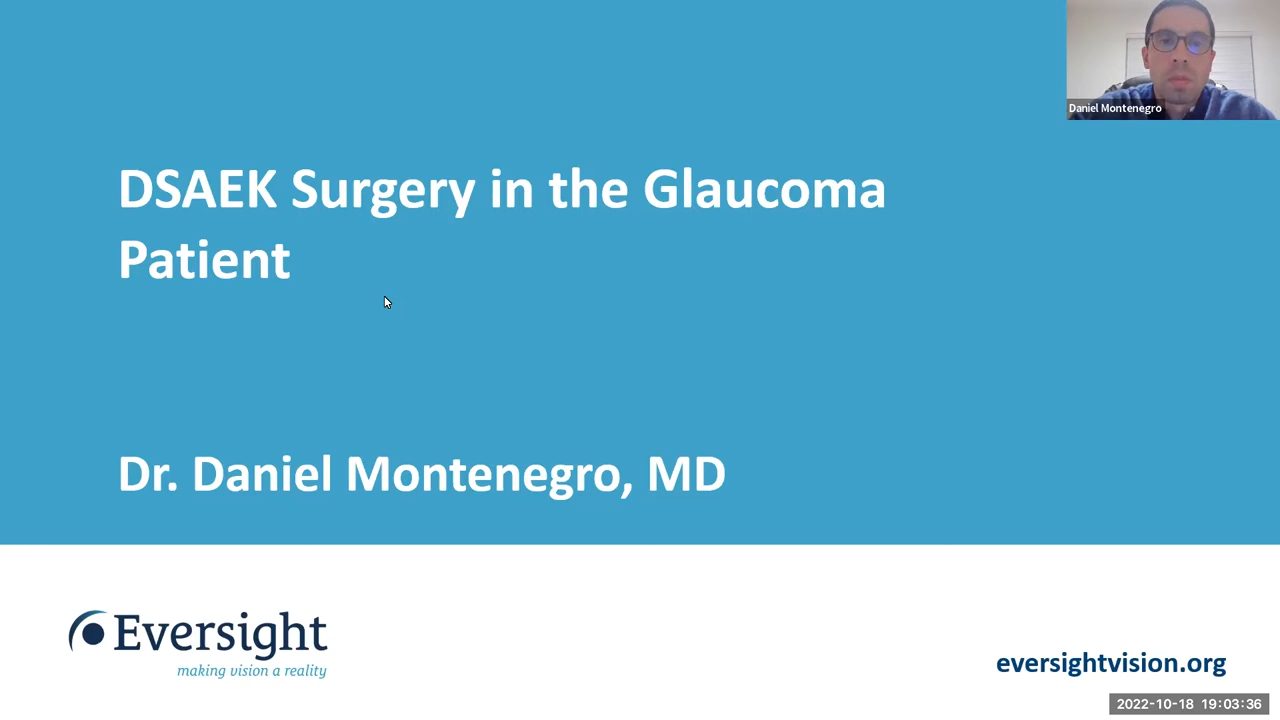 Daniel Montenegro
DSAEK Surgery in the Glaucoma
Patient
Dr. Daniel Montenegro, MD
Eversight
making vision a reality
eversightvision.org
2022-10-18 19:03:36